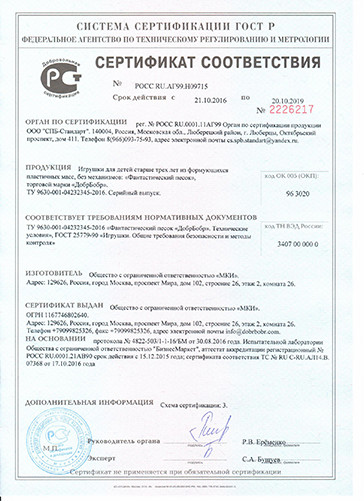 СИСТЕМА СЕРТИФИКАЦИИ ГОСТ Р
ФЕДЕРАЛЬНОЕ АГЕНТСТВО ПО ТЕХНИЧЕСКОМУ РЕГУЛИРОВАНИЮ И МЕТРОЛОГИИ
Добровольная
СЕРТИФИКАТ СООТВЕТСТВИЯ
№ РОСС RU.АГ99.Н09715
Срок действия с 21.10.2016 по 20.10.2019
№ 2226217
ОРГАН ПО СЕРТИФИКАЦИИ рег. № РОСС RU.0001.11АГ99 Орган по сертификации продукции
ООО "СПБ-Стандарт". 140004, Россия, Московская обл., Люберецкий район, г. Люберцы, Октябрьский
проспект, дом 411, Телефон 8(966)093-75-93, адрес электронной почты cs.spb.standart@yandex.ru
ПРОДУКЦИЯ Игрушки для детей старше трех лет из формующихся
пластичных масс, без механизмов: «Фантастический песок»,
торговой марки «ДобрБобр».
ТУ 9630-001-04232345-2016. Серийный выпуск.
код ОК 005 (ОКП):
96 3020
СООТВЕТСТВУЕТ ТРЕБОВАНИЯМ НОРМАТИВНЫХ ДОКУМЕНТОВ
ТУ 9630-001-04232345-2016 «Фантастический песок «ДобрБобр». Технические
условия», ГОСТ 25779-90 «Игрушки. Общие требования безопасности и методы
контроля»
код ТН ВЭД России:
3407 00 000 0
ИЗГОТОВИТЕЛЬ Общество с ограниченной ответственностью «МКИ».
Адрес: 129626, Россия, город Москва, проспект Мира, дом 102, строение 26, этаж 2, комната 26.
СЕРТИФИКАТ ВЫДАН Общество с ограниченной ответственностью «МКИ».
ОГРН 1167746802640.
Адрес: 129626, Россия, город Москва, проспект Мира, дом 102, строение 26, этаж 2, комната 26.
Телефон +79099825326, факс +79099825326, адрес электронной почты info@dobrbobr.com.
НА ОСНОВАНИИ протокола № 4822-503/1-1-16/БМ от 30.08.2016 год. Испытательной лаборатории
Общества с ограниченной ответственностью "БизнесМаркет", аттестат аккредитации регистрационный №
РОСС RU.0001.21АВ90 срок действия с 15.12.2015 года; сертификата соответствия ТС № RU С-RU.АЛ14.В.
07368 от 17.10.2016 года
ДОПОЛНИТЕЛЬНАЯ ИНФОРМАЦИЯ Схема сертификации: 3.
М.П.
Руководитель органа
Р.В. Ерёменко
Эксперт
С.А. Бушуев
Сертификат не применяется при обязательной сертификации